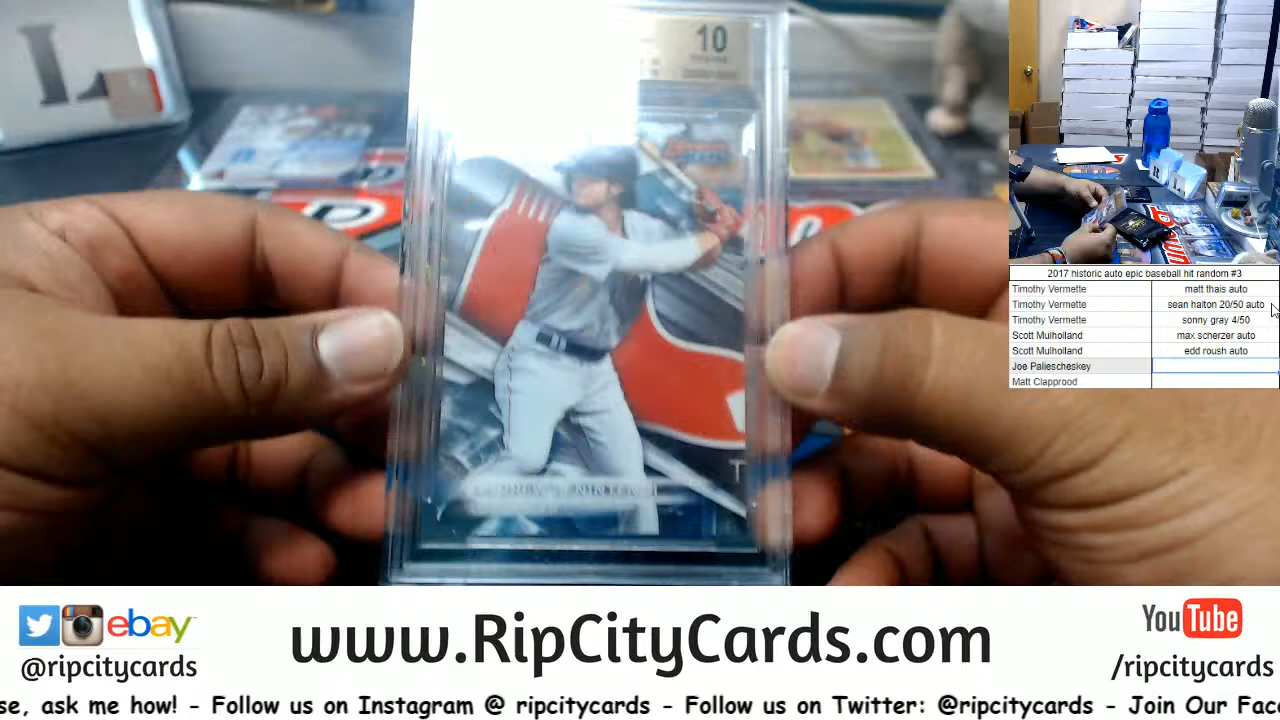 10
2017 historic auto epic baseball hit random #3
Timothy Vermette matt thais auto
Timothy Vermette sean halton 20/50 auto
Timothy Vermette sonny gray 4/50
Scott Mulholland max scherzer auto
Scott Mulholland edd roush auto
Joe Paliescheskey
Matt Clapprood
ebay
www.RipCityCards.com
YouTube
@ripcitycards
/ripcitycards
se, ask me how! - Follow us on Instagram @ ripcitycards - Follow us on Twitter: @ripcitycards - Join Our Fac